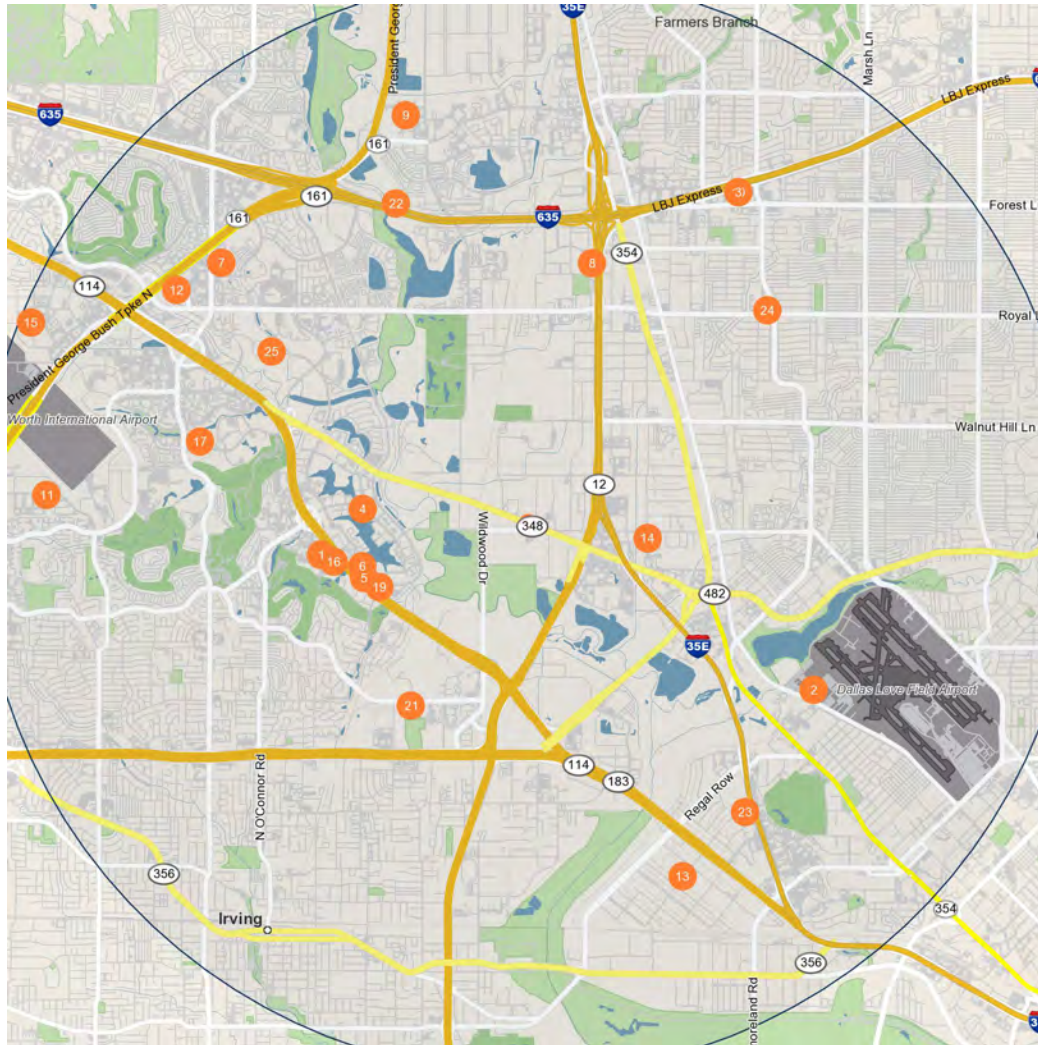 35E
Farmers Branch
President Georg
Marsh Ln
LBJ Express
635
9
161
161
22
161
635
LBJ Express
3
Forest L
354
7
8
114
12
24
15
President George Bush Tpke N
Royal L
25
Worth International Airport
17
Walnut Hill Ln
11
12
4
Wildwood Dr
348
14
1
16
6
5
19
482
35E
2
Dallas Love Field Airport
21
N O'Connor Rd
114
183
Regal Row
23
13
356
Irving
354
356
moreland Rd